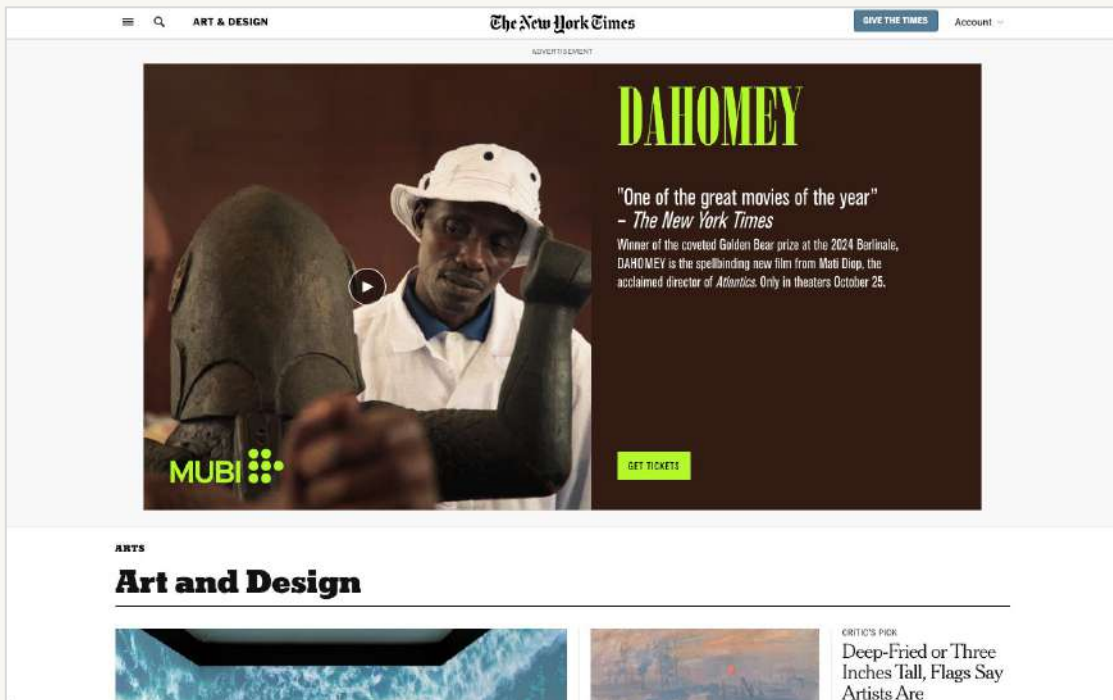 ART & DESIGN
The New York Times
GIVE THE TIMES
Account
ADVERTISEMENT
DAHOMEY
"One of the great movies of the year"
– The New York Times
Winner of the coveted Golden Bear prize at the 2024 Berlinale,
DAHOMEY is the spellbinding new film from Mati Diop, the
acclaimed director of Atlantics. Only in theaters October 25.
MUBI
GET TICKETS
ARTS
Art and Design
CRITIC'S PICK
Deep-Fried or Three
Inches Tall, Flags Say
Artists Are